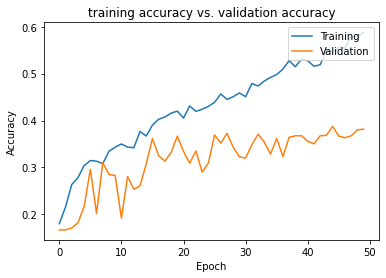 training accuracy vs. validation accuracy
Training
Validation
0.6
0.5
0.4
0.3
0.2
Accuracy
0 10 20 30 40 50
Epoch